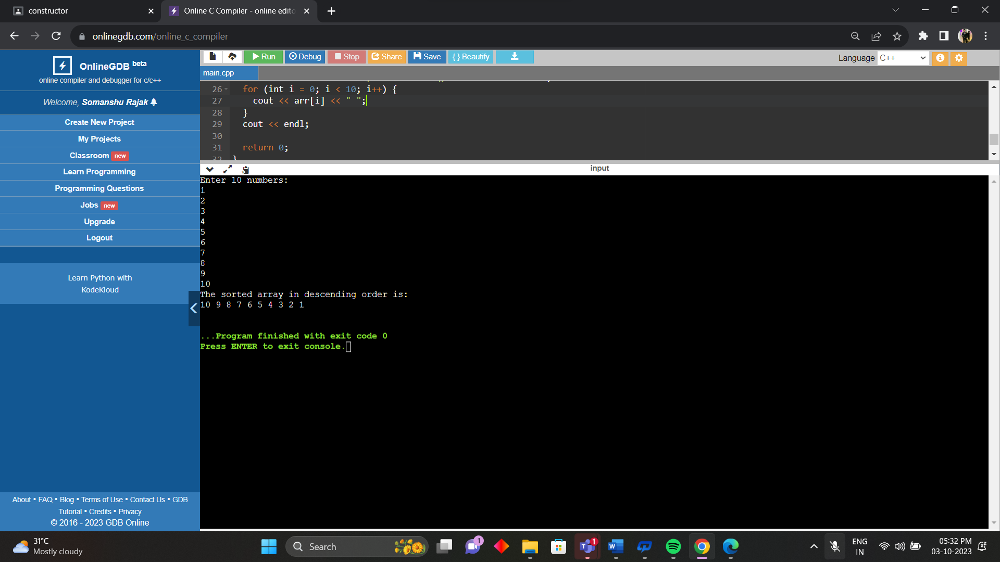 constructor
Online C Compiler - online edito
onlinegdb.com/online_c_compiler
OnlineGDB beta
online compiler and debugger for c/c++
Welcome, Somanshu Rajak
Create New Project
My Projects
Classroom new
Learn Programming
Programming Questions
Jobs new
Upgrade
Logout
Learn Python with
KodeKloud
About • FAQ • Blog • Terms of Use • Contact Us • GDB
Tutorial • Credits • Privacy
© 2016 - 2023 GDB Online
Run Debug Stop Share Save { } Beautify
Language C++
main.cpp
26 for (int i = 0; i < 10; i++) {
27 cout << arr[i] << " ";
28 }
29 cout << endl;
30
31 return 0;
32 }
input
Enter 10 numbers:
1
2
3
4
5
6
7
8
9
10
The sorted array in descending order is:
10 9 8 7 6 5 4 3 2 1
...Program finished with exit code 0
Press ENTER to exit console.
31°C
Mostly cloudy
Search
1
1
ENG
IN
05:32 PM
03-10-2023